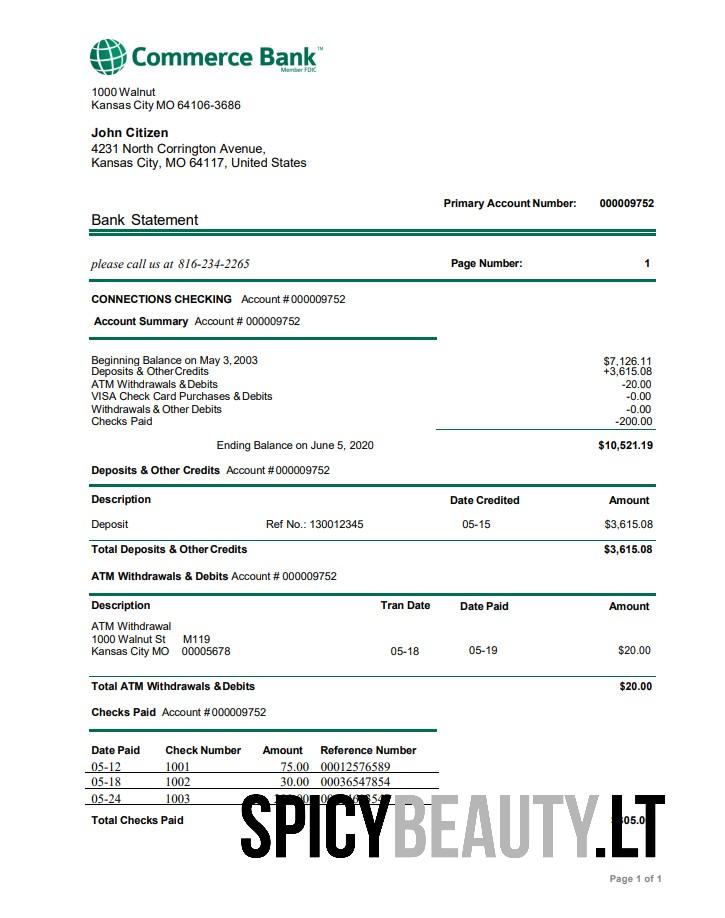 Commerce Bank™
Member FDIC
1000 Walnut
Kansas City MO 64106-3686
John Citizen
4231 North Corrington Avenue,
Kansas City, MO 64117, United States
Primary Account Number: 000009752
Bank Statement
please call us at 816-234-2265 Page Number: 1
CONNECTIONS CHECKING Account # 000009752
Account Summary Account # 000009752
Beginning Balance on May 3, 2003 $7,126.11
Deposits & Other Credits +3,615.08
ATM Withdrawals & Debits -20.00
VISA Check Card Purchases & Debits -0.00
Withdrawals & Other Debits -0.00
Checks Paid -200.00
Ending Balance on June 5, 2020 $10,521.19
Deposits & Other Credits Account # 000009752
Description Date Credited Amount
Deposit Ref No.: 130012345 05-15 $3,615.08
Total Deposits & Other Credits $3,615.08
ATM Withdrawals & Debits Account # 000009752
Description Tran Date Date Paid Amount
ATM Withdrawal
1000 Walnut St M119
Kansas City MO 00005678 05-18 05-19 $20.00
Total ATM Withdrawals & Debits $20.00
Checks Paid Account # 000009752
Date Paid Check Number Amount Reference Number
05-12 1001 75.00 00012576589
05-18 1002 30.00 00036547854
05-24 1003
Total Checks Paid
SPICYBEAUTY.LT
Page 1 of 1